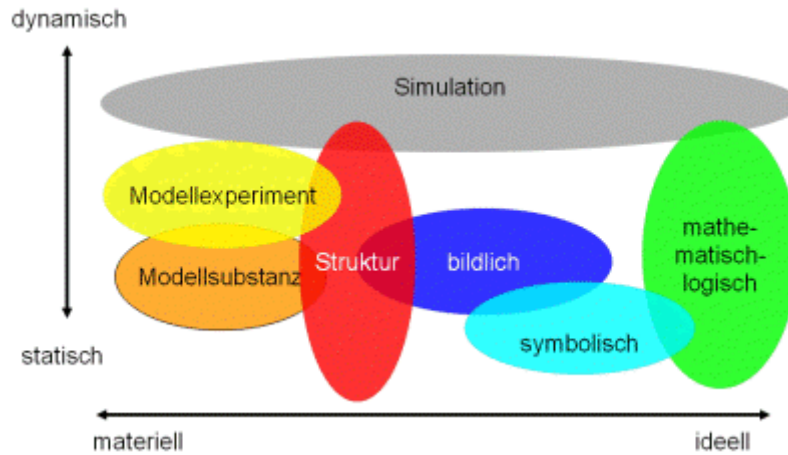 dynamisch
Simulation
Modellexperiment
Modellsubstanz
Struktur
bildlich
mathe-
matisch-
logisch
symbolisch
statisch
materiell
ideell